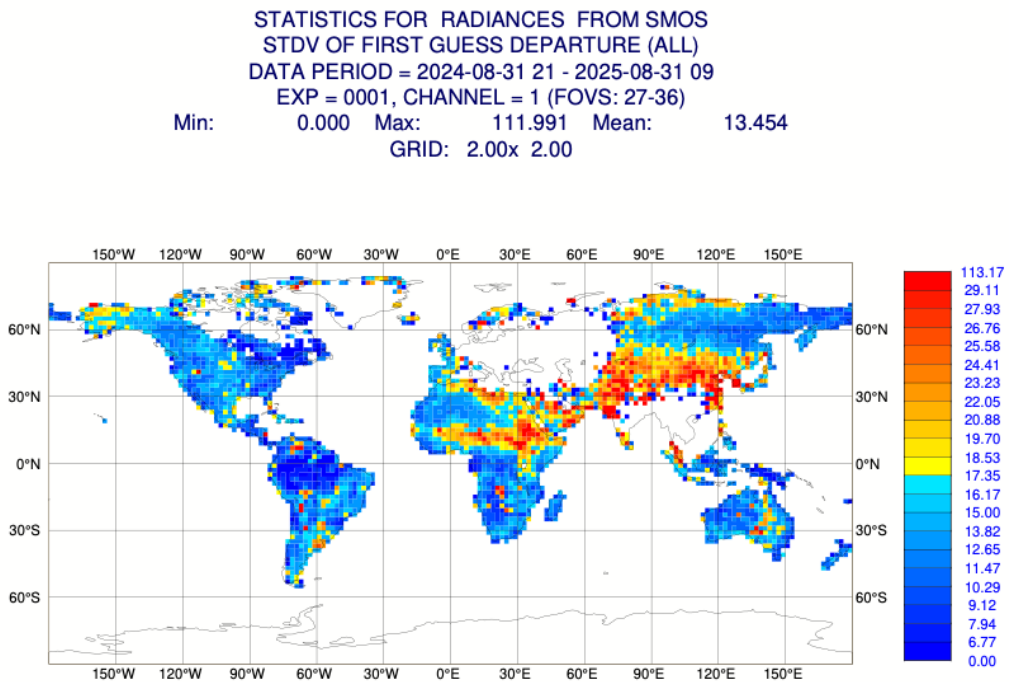 STATISTICS FOR RADIANCES FROM SMOS
STDV OF FIRST GUESS DEPARTURE (ALL)
DATA PERIOD = 2024-08-31 21 - 2025-08-31 09
EXP = 0001, CHANNEL = 1 (FOVS: 27-36)
Min: 0.000 Max: 111.991 Mean: 13.454
GRID: 2.00x 2.00
150°W 120°W 90°W 60°W 30°W 0°E 30°E 60°E 90°E 120°E 150°E
60°N 60°N
30°N 30°N
0°N 0°N
30°S 30°S
60°S 60°S
150°W 120°W 90°W 60°W 30°W 0°E 30°E 60°E 90°E 120°E 150°E
113.17
29.11
27.93
26.76
25.58
24.41
23.23
22.05
20.88
19.70
18.53
17.35
16.17
15.00
13.82
12.65
11.47
10.29
9.12
7.94
6.77
0.00